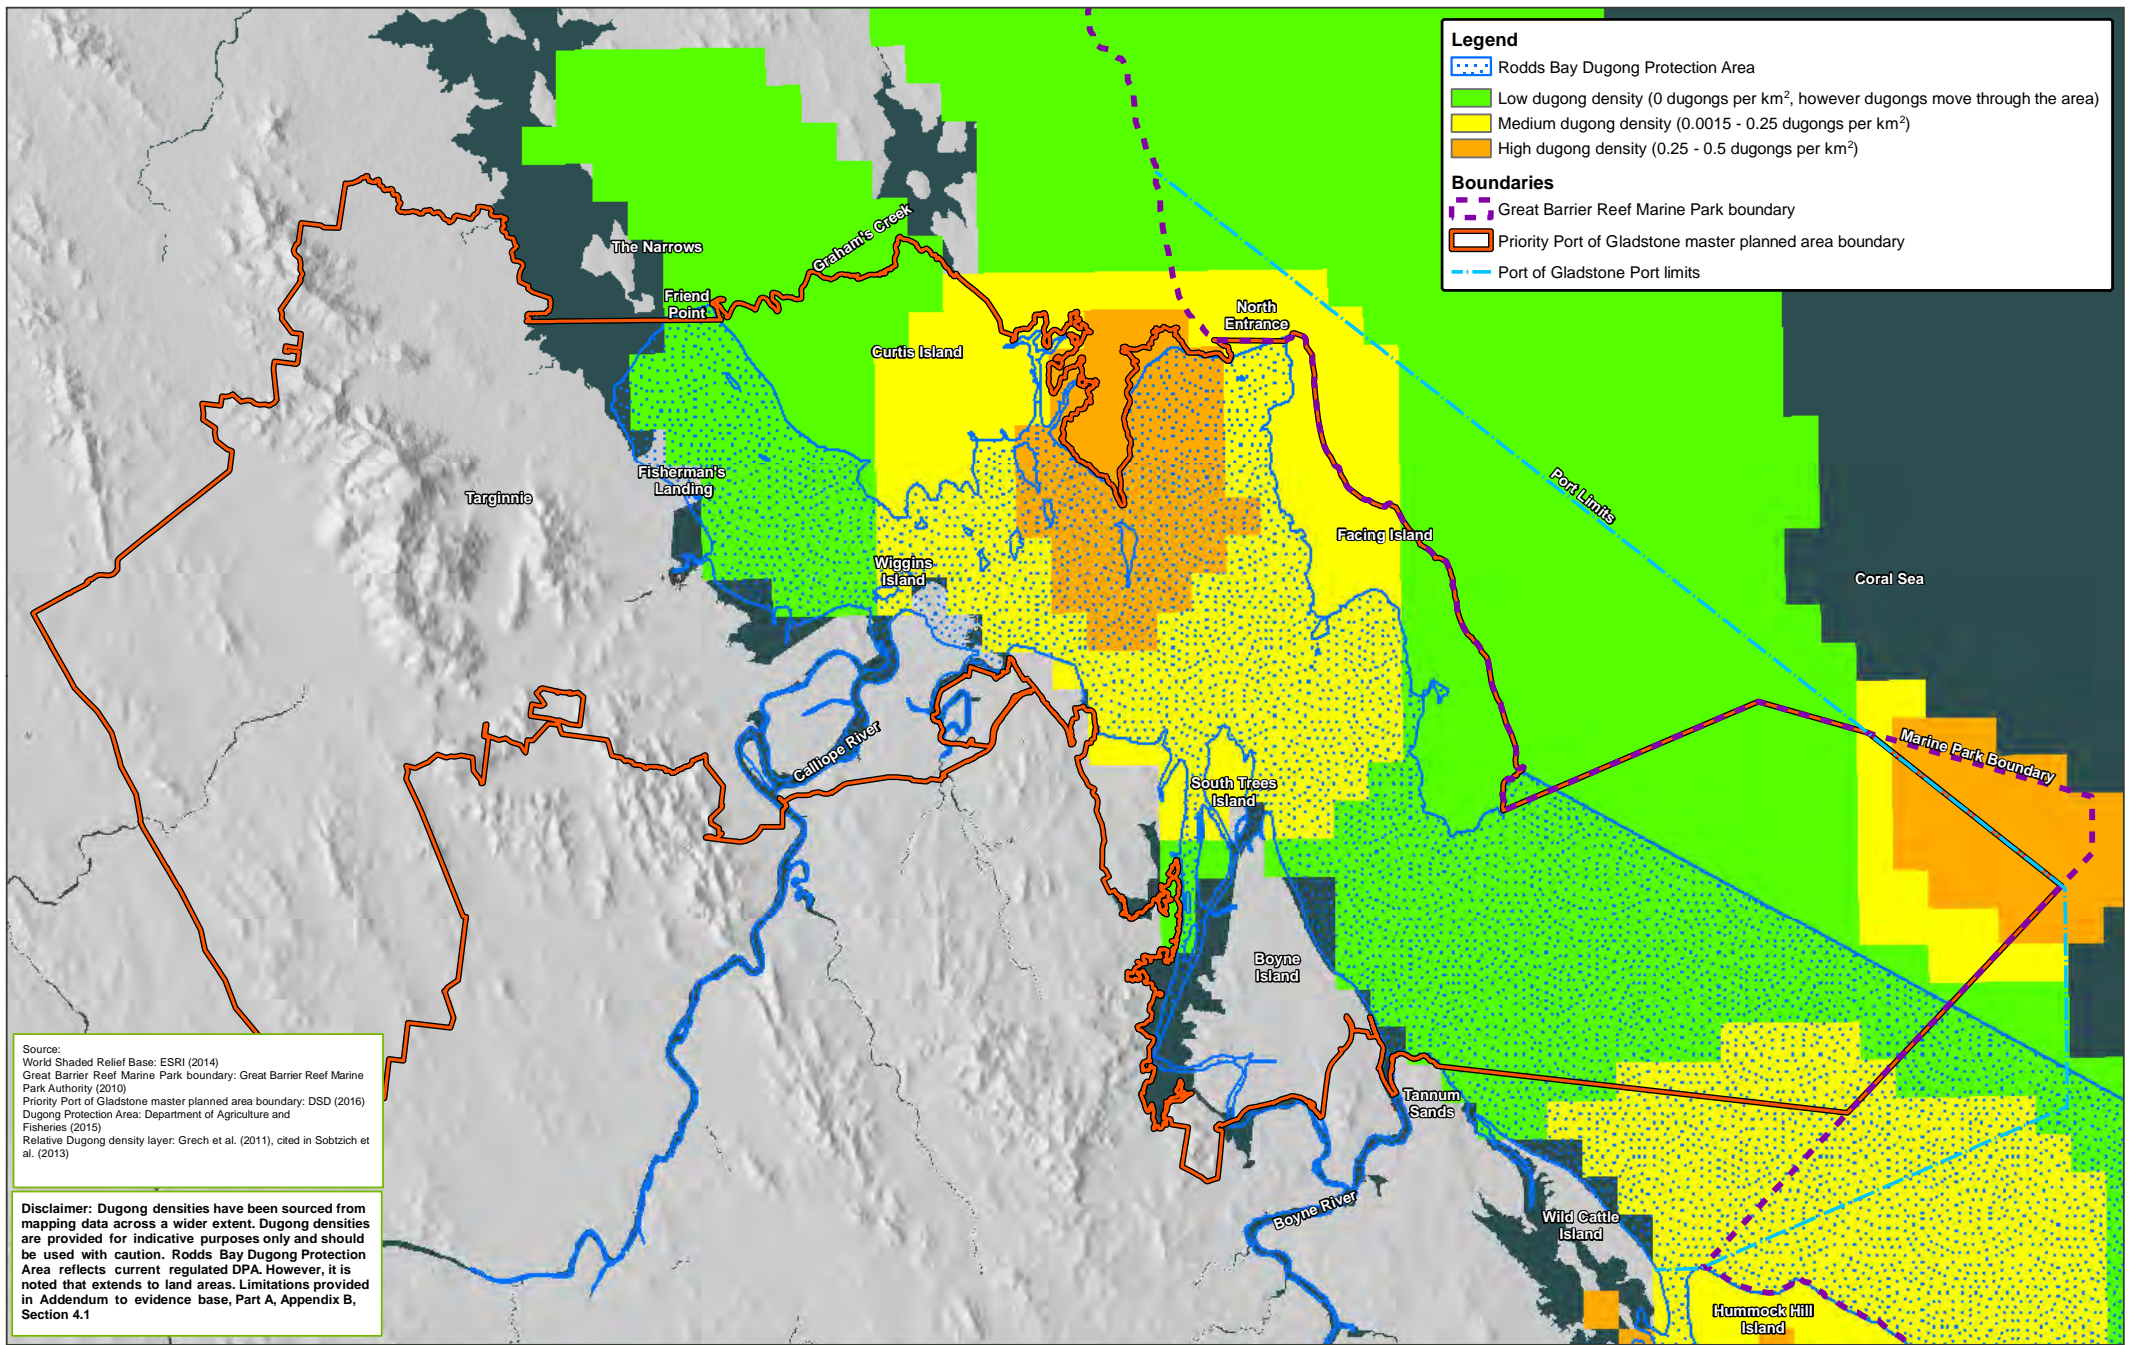 Legend
Rodds Bay Dugong Protection Area
Low dugong density (0 dugongs per km², however dugongs move through the area)
Medium dugong density (0.0015 - 0.25 dugongs per km²)
High dugong density (0.25 - 0.5 dugongs per km²)
Boundaries
Great Barrier Reef Marine Park boundary
Priority Port of Gladstone master planned area boundary
Port of Gladstone Port limits
The Narrows
Graham's Creek
Friend
Point
North
Entrance
Curtis Island
Fisherman's
Landing
Targinnie
Port Limits
Facing Island
Coral Sea
Wiggins
Island
Calliope River
Marine Park Boundary
South Trees
Island
Boyne
Island
Tannum
Sands
Boyne River
Wild Cattle
Island
Hummock Hill
Island
Source:
World Shaded Relief Base: ESRI (2014)
Great Barrier Reef Marine Park boundary: Great Barrier Reef Marine
Park Authority (2010)
Priority Port of Gladstone master planned area boundary: DSD (2016)
Dugong Protection Area: Department of Agriculture and
Fisheries (2015)
Relative Dugong density layer: Grech et al. (2011), cited in Sobtzich et
al. (2013)
Disclaimer: Dugong densities have been sourced from
mapping data across a wider extent. Dugong densities
are provided for indicative purposes only and should
be used with caution. Rodds Bay Dugong Protection
Area reflects current regulated DPA. However, it is
noted that extends to land areas. Limitations provided
in Addendum to evidence base, Part A, Appendix B,
Section 4.1